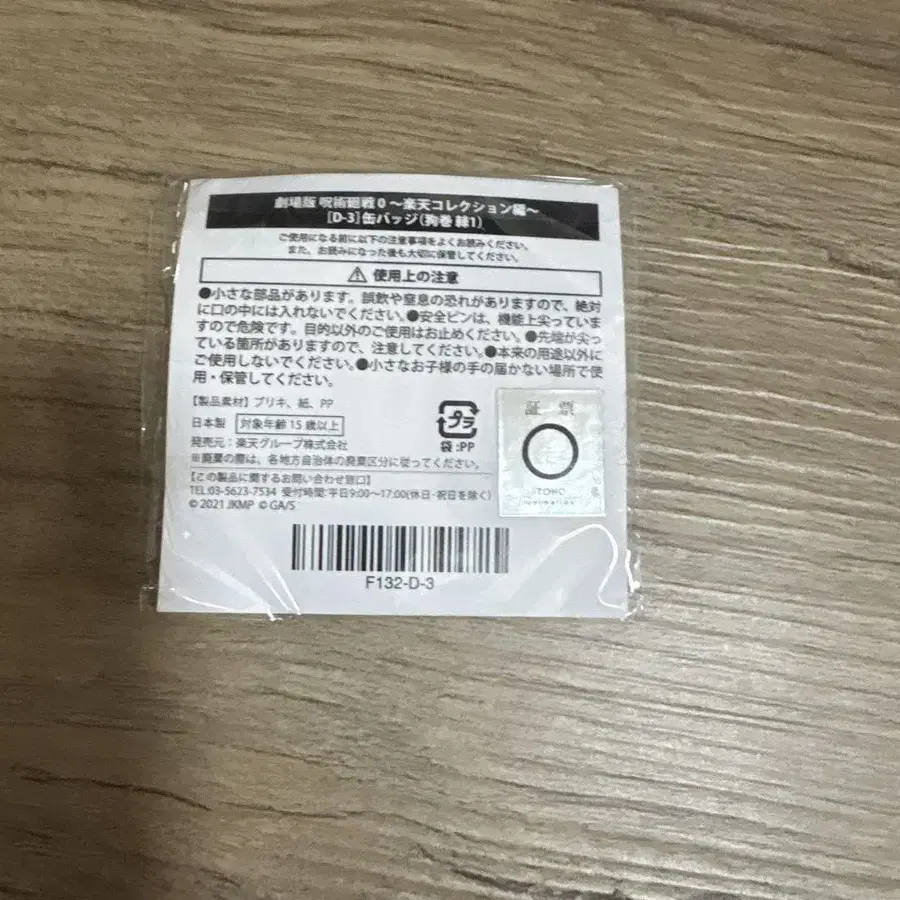 劇場版 呪術廻戦 0 ～楽天コレクション編～
[D-3]缶バッジ(狗巻 棘1)
ご使用になる前に以下の注意事項をよくお読みください。
また、お読みになった後も大切に保管してください。
⚠ 使用上の注意
●小さな部品があります。誤飲や窒息の恐れがありますので、絶対
に口の中には入れないでください。●安全ピンは、機能上尖っていま
すので危険です。目的以外のご使用はお止めください。●先端が尖っ
ている箇所がありますので、注意してください。●本来の用途以外に
ご使用しないでください。●小さなお子様の手の届かない場所で使
用・保管してください。
【製品素材】ブリキ、紙、PP
日本製 対象年齢15歳以上
発売元:楽天グループ株式会社
※廃棄の際は、各地方自治体の廃棄区分に従ってください。
プラ
袋:PP
証 票
TOHO
【この製品に関するお問い合わせ窓口】
TEL:03-5623-7534 受付時間:平日9:00～17:00(休日・祝日を除く)
© 2021 JKMP © GA/S
F132-D-3